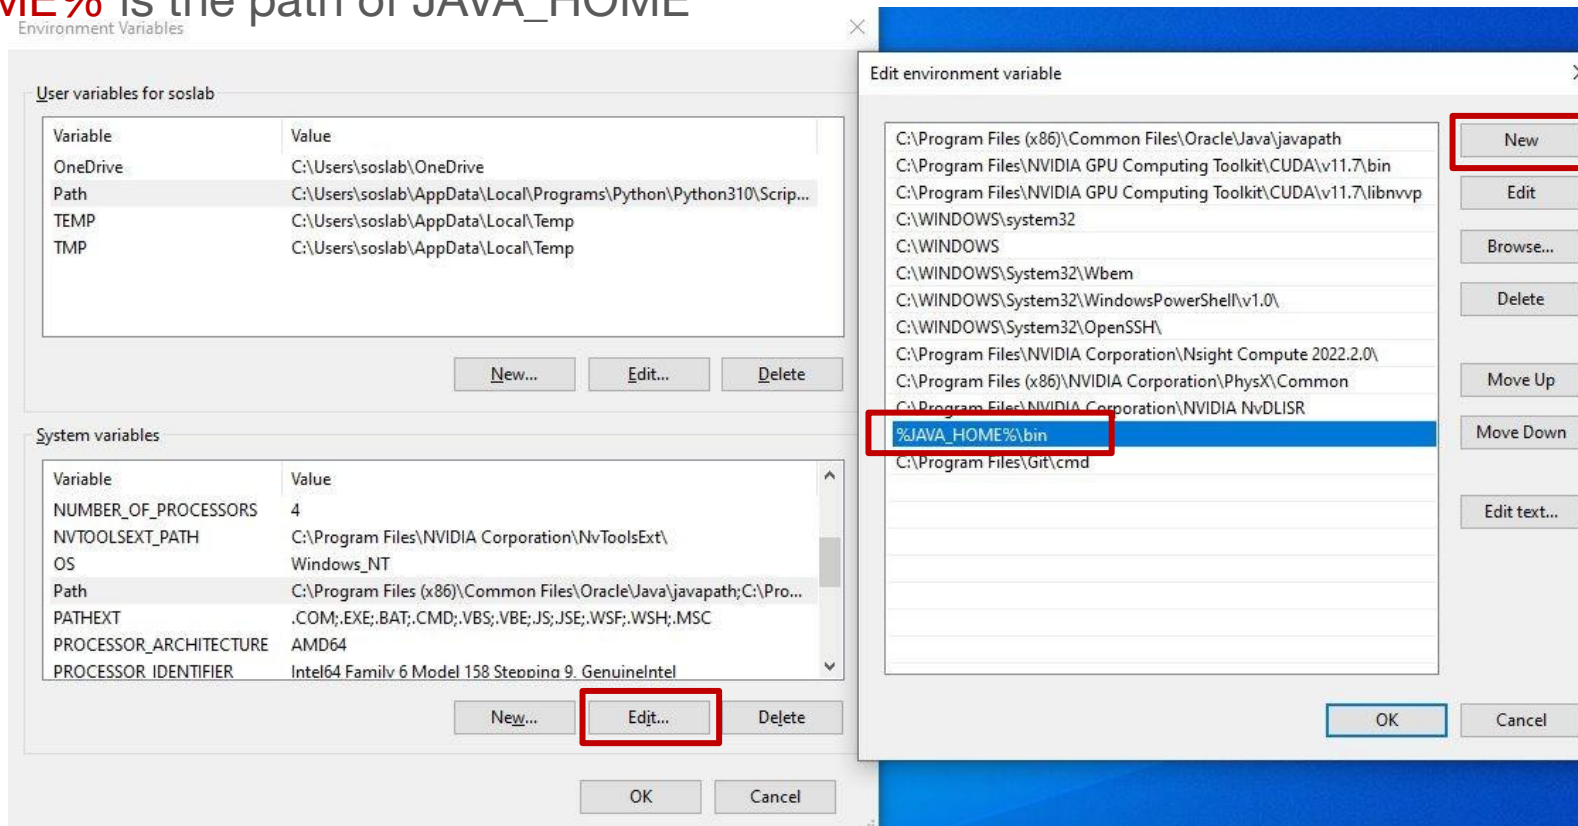 ME% is the path of JAVA_HOME
Environment Variables
User variables for soslab
Variable Value
OneDrive C:\Users\soslab\OneDrive
Path C:\Users\soslab\AppData\Local\Programs\Python\Python310\Scrip...
TEMP C:\Users\soslab\AppData\Local\Temp
TMP C:\Users\soslab\AppData\Local\Temp
New... Edit... Delete
System variables
Variable Value
NUMBER_OF_PROCESSORS 4
NVTOOLSEXT_PATH C:\Program Files\NVIDIA Corporation\NvToolsExt\
OS Windows_NT
Path C:\Program Files (x86)\Common Files\Oracle\Java\javapath;C:\Pro...
PATHEXT .COM;.EXE;.BAT;.CMD;.VBS;.VBE;.JS;.JSE;.WSF;.WSH;.MSC
PROCESSOR_ARCHITECTURE AMD64
PROCESSOR_IDENTIFIER Intel64 Family 6 Model 158 Stepping 9, GenuineIntel
New... Edit... Delete
OK Cancel
Edit environment variable
C:\Program Files (x86)\Common Files\Oracle\Java\javapath
C:\Program Files\NVIDIA GPU Computing Toolkit\CUDA\v11.7\bin
C:\Program Files\NVIDIA GPU Computing Toolkit\CUDA\v11.7\libnvvp
C:\WINDOWS\system32
C:\WINDOWS
C:\WINDOWS\System32\Wbem
C:\WINDOWS\System32\WindowsPowerShell\v1.0\
C:\WINDOWS\System32\OpenSSH\
C:\Program Files\NVIDIA Corporation\Nsight Compute 2022.2.0\
C:\Program Files (x86)\NVIDIA Corporation\PhysX\Common
C:\Program Files\NVIDIA Corporation\NVIDIA NvDLISR
%JAVA_HOME%\bin
C:\Program Files\Git\cmd
New
Edit
Browse...
Delete
Move Up
Move Down
Edit text...
OK Cancel